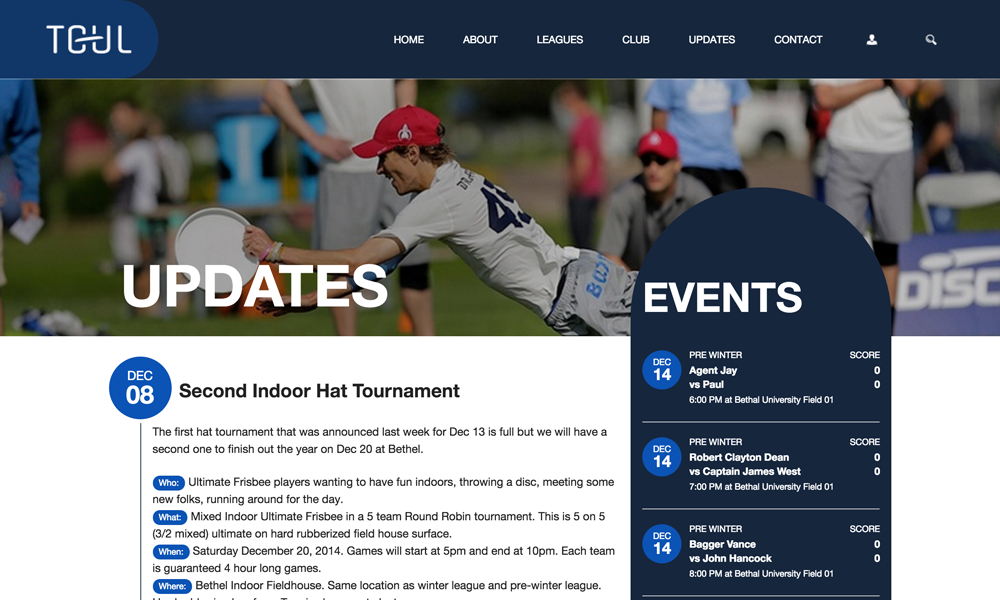 TCUL
HOME ABOUT LEAGUES CLUB UPDATES CONTACT
45
DISC
UPDATES
EVENTS
DEC
08
Second Indoor Hat Tournament
The first hat tournament that was announced last week for Dec 13 is full but we will have a
second one to finish out the year on Dec 20 at Bethel.
Who: Ultimate Frisbee players wanting to have fun indoors, throwing a disc, meeting some
new folks, running around for the day.
What: Mixed Indoor Ultimate Frisbee in a 5 team Round Robin tournament. This is 5 on 5
(3/2 mixed) ultimate on hard rubberized field house surface.
When: Saturday December 20, 2014. Games will start at 5pm and end at 10pm. Each team
is guaranteed 4 hour long games.
Where: Bethel Indoor Fieldhouse. Same location as winter league and pre-winter league.
DEC
14
PRE WINTER SCORE
Agent Jay 0
vs Paul 0
6:00 PM at Bethal University Field 01
DEC
14
PRE WINTER SCORE
Robert Clayton Dean 0
vs Captain James West 0
7:00 PM at Bethal University Field 01
DEC
14
PRE WINTER SCORE
Bagger Vance 0
vs John Hancock 0
8:00 PM at Bethal University Field 01